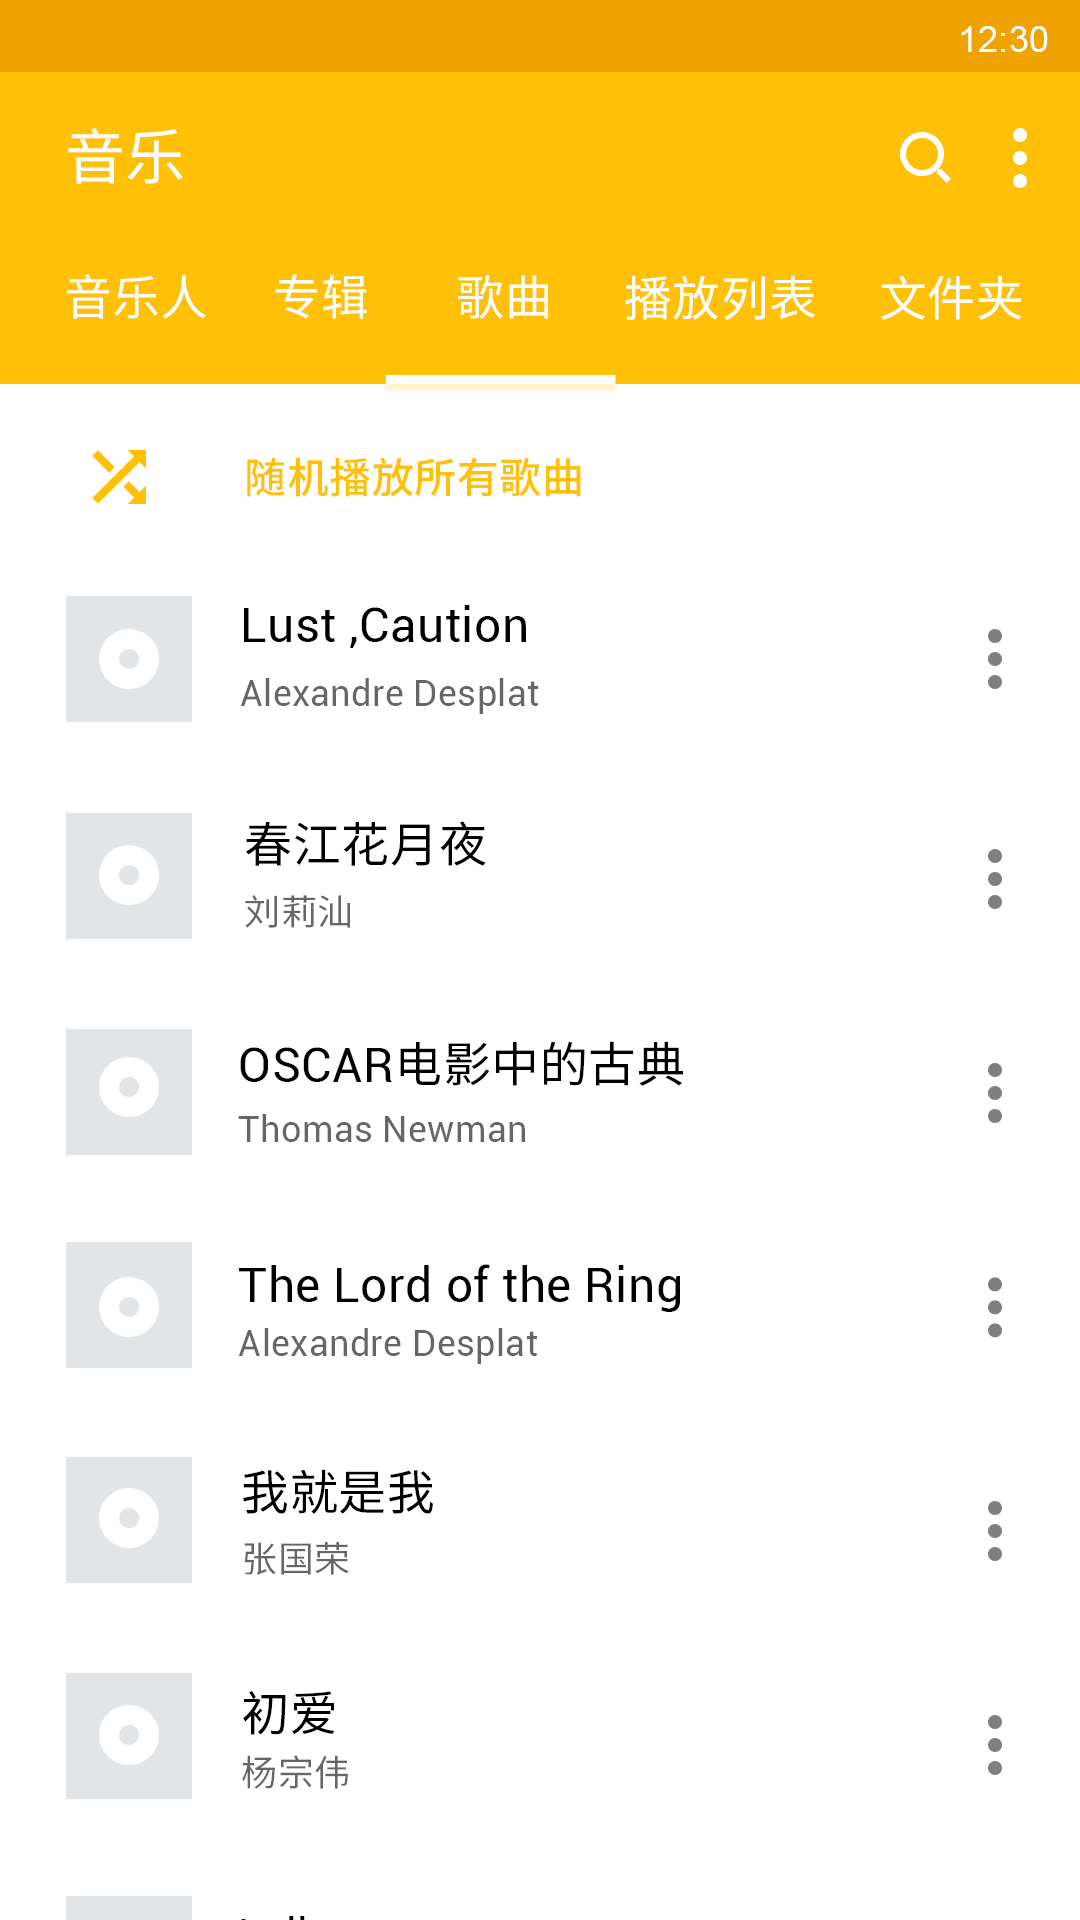 12:30
音乐
音乐人 专辑 歌曲 播放列表 文件夹
随机播放所有歌曲
Lust ,Caution
Alexandre Desplat
春江花月夜
刘莉汕
OSCAR电影中的古典
Thomas Newman
The Lord of the Ring
Alexandre Desplat
我就是我
张国荣
初爱
杨宗伟